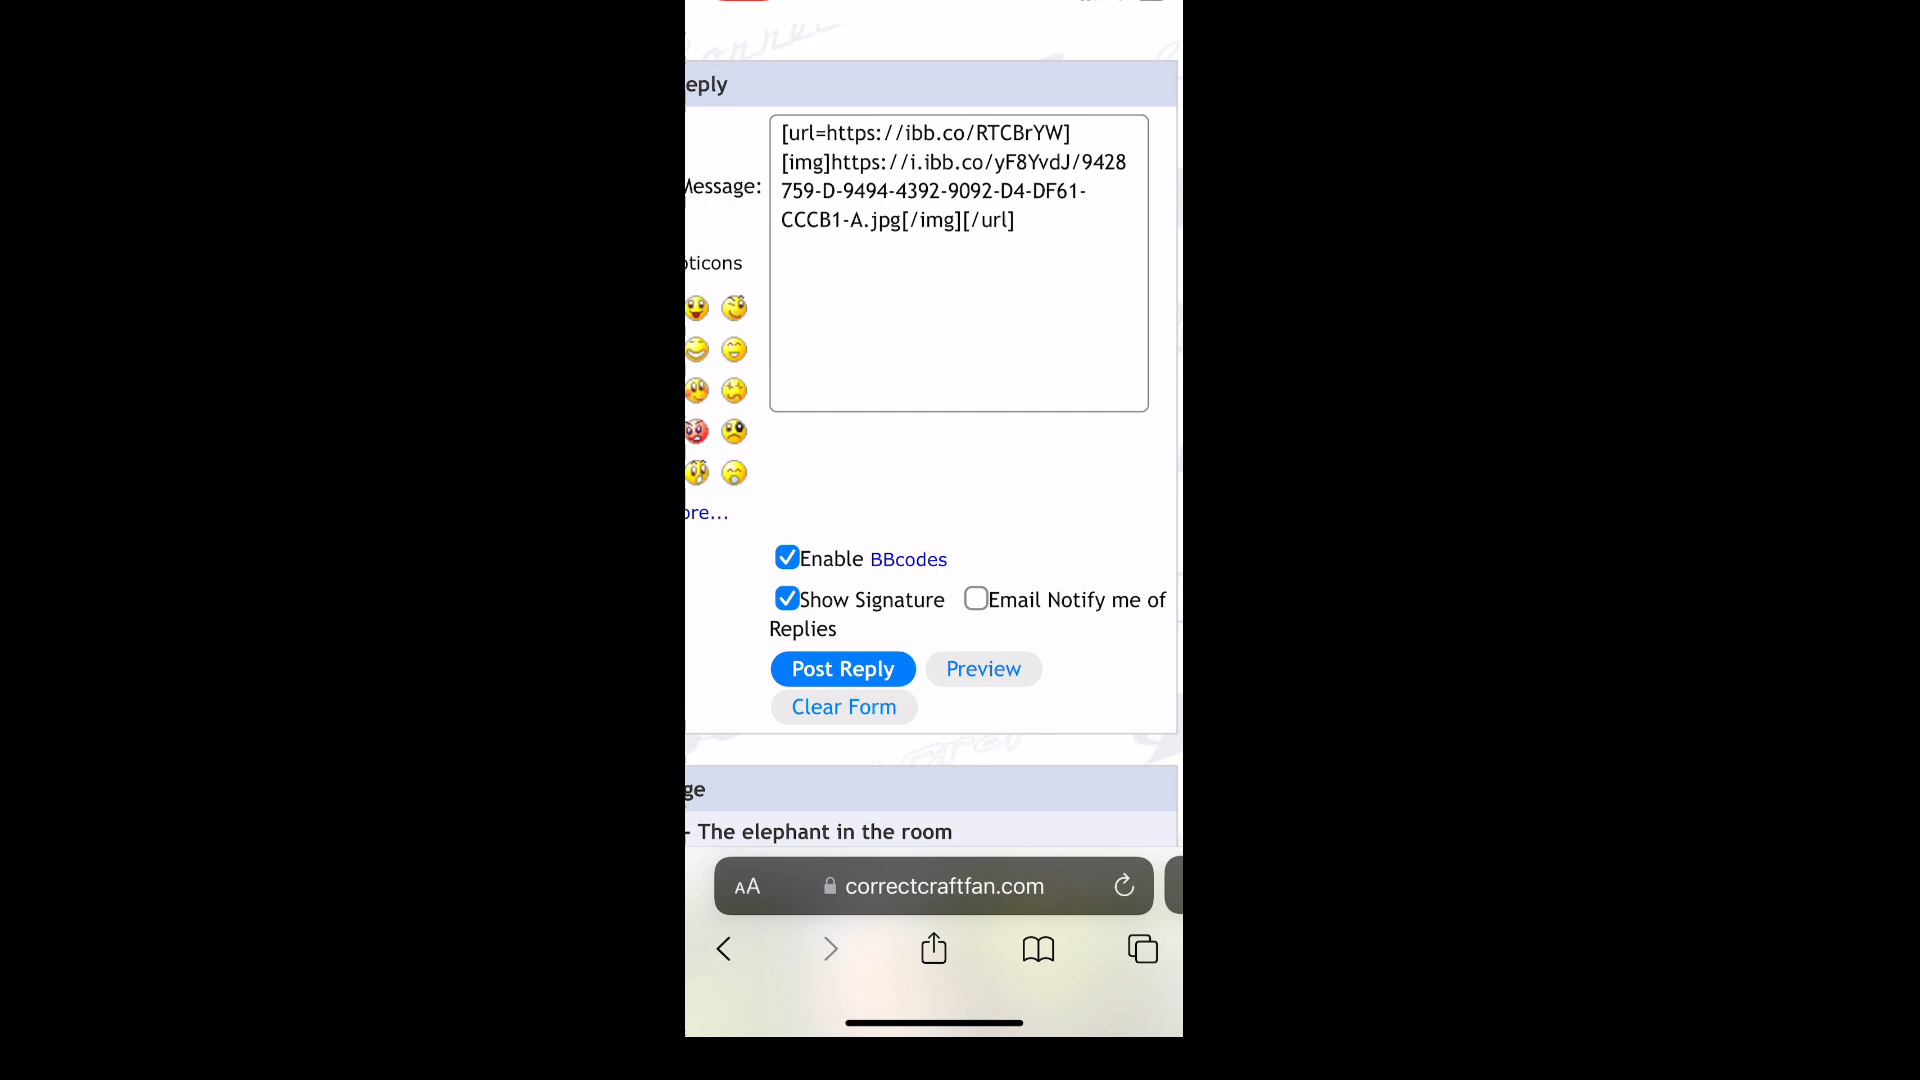 eply
[url=https://ibb.co/RTCBrYW]
[img]https://i.ibb.co/yF8YvdJ/9428
759-D-9494-4392-9092-D4-DF61-
CCCB1-A.jpg[/img][/url]
Message:
oticons
ore...
Enable BBcodes
Show Signature Email Notify me of
Replies
Post Reply Preview
Clear Form
ge
- The elephant in the room
AA correctcraftfan.com